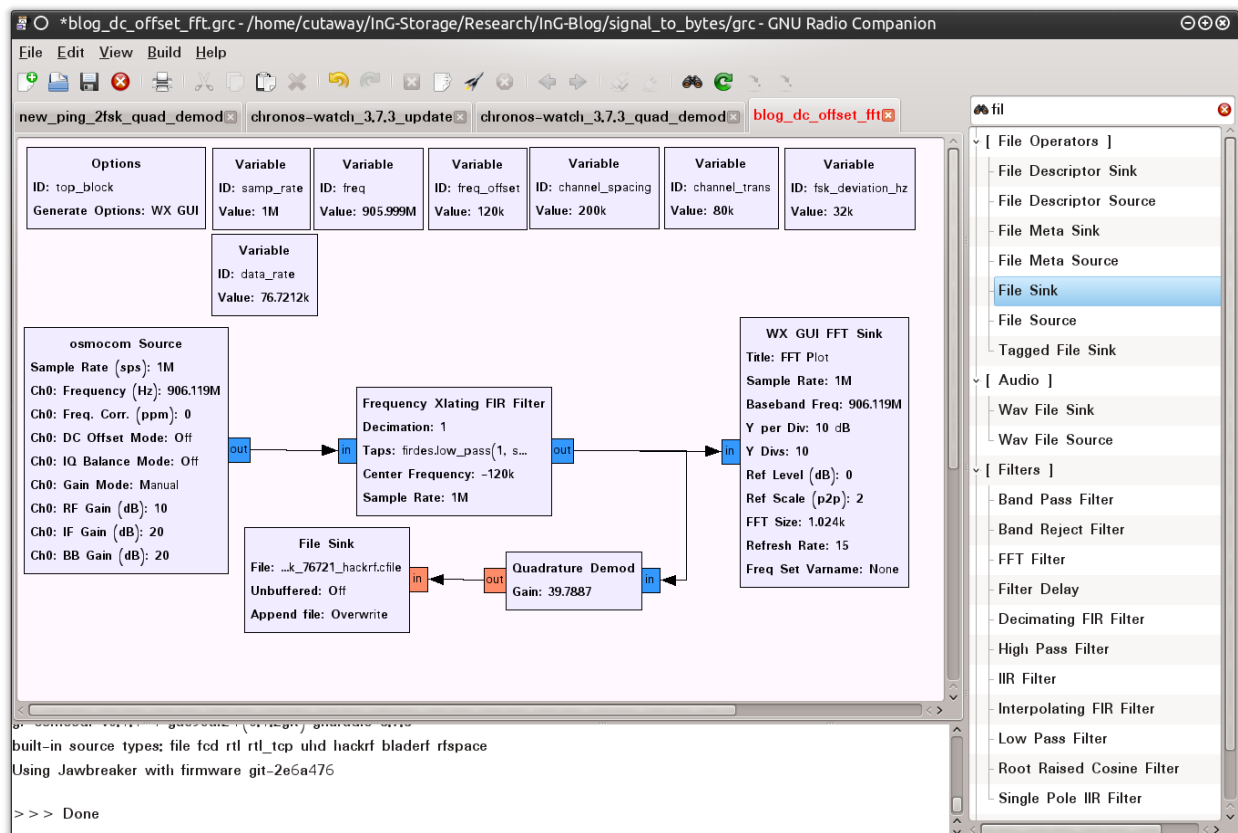 *blog_dc_offset_fft.grc - /home/cutaway/InG-Storage/Research/InG-Blog/signal_to_bytes/grc - GNU Radio Companion
File Edit View Build Help
new_ping_2fsk_quad_demod chronos-watch_3,7,3_update chronos-watch_3,7,3_quad_demod blog_dc_offset_fft
Options
ID: top_block
Generate Options: WX GUI
Variable
ID: samp_rate
Value: 1M
Variable
ID: freq
Value: 905.999M
Variable
ID: freq_offset
Value: 120k
Variable
ID: channel_spacing
Value: 200k
Variable
ID: channel_trans
Value: 80k
Variable
ID: fsk_deviation_hz
Value: 32k
Variable
ID: data_rate
Value: 76.7212k
osmocom Source
Sample Rate (sps): 1M
Ch0: Frequency (Hz): 906.119M
Ch0: Freq. Corr. (ppm): 0
Ch0: DC Offset Mode: Off
Ch0: IQ Balance Mode: Off
Ch0: Gain Mode: Manual
Ch0: RF Gain (dB): 10
Ch0: IF Gain (dB): 20
Ch0: BB Gain (dB): 20
out
in
Frequency Xlating FIR Filter
Decimation: 1
Taps: firdes.low_pass(1, s...
Center Frequency: -120k
Sample Rate: 1M
out
in
WX GUI FFT Sink
Title: FFT Plot
Sample Rate: 1M
Baseband Freq: 906.119M
Y per Div: 10 dB
Y Divs: 10
Ref Level (dB): 0
Ref Scale (p2p): 2
FFT Size: 1.024k
Refresh Rate: 15
Freq Set Varname: None
File Sink
File: ...k_76721_hackrf.cfile
Unbuffered: Off
Append file: Overwrite
in
out
Quadrature Demod
Gain: 39.7887
in
built-in source types: file fcd rtl rtl_tcp uhd hackrf bladerf rfspace
Using Jawbreaker with firmware git-2e6a476
>>> Done
fil
[ File Operators ]
File Descriptor Sink
File Descriptor Source
File Meta Sink
File Meta Source
File Sink
File Source
Tagged File Sink
[ Audio ]
Wav File Sink
Wav File Source
[ Filters ]
Band Pass Filter
Band Reject Filter
FFT Filter
Filter Delay
Decimating FIR Filter
High Pass Filter
IIR Filter
Interpolating FIR Filter
Low Pass Filter
Root Raised Cosine Filter
Single Pole IIR Filter